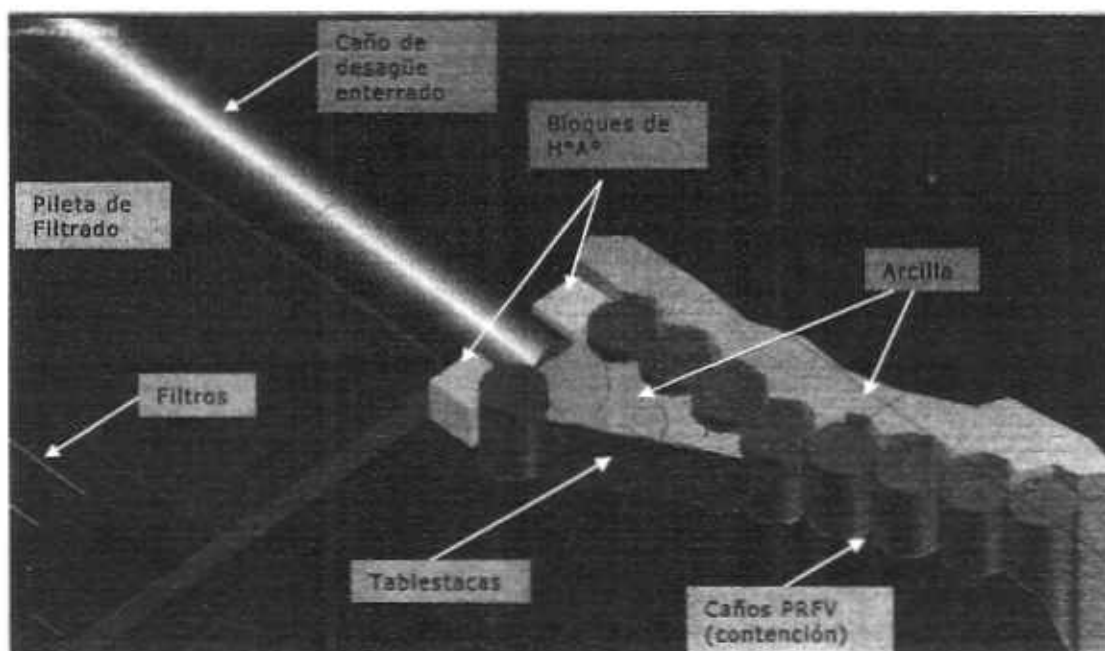 Caño de
desagüe
enterrado
Bloques de
H°A°
Pileta de
Filtrado
Arcilla
Filtros
Tablestacas
Caños PRFV
(contención)